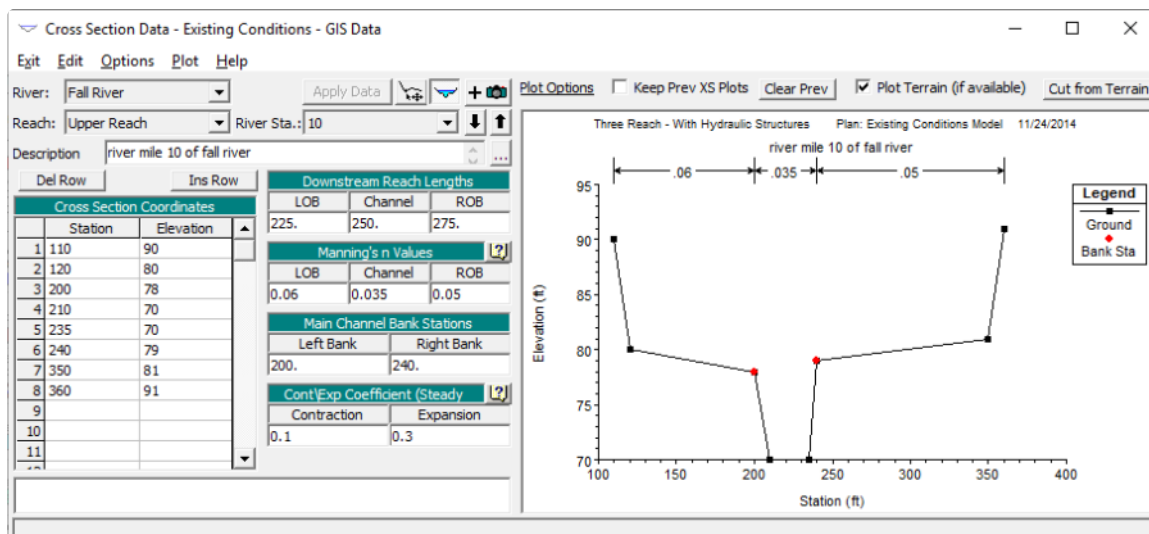 Cross Section Data - Existing Conditions - GIS Data
Exit Edit Options Plot Help
River: Fall River Apply Data
Reach: Upper Reach River Sta.: 10
Description river mile 10 of fall river ...
Del Row Ins Row
Cross Section Coordinates
Station Elevation
1 110 90
2 120 80
3 200 78
4 210 70
5 235 70
6 240 79
7 350 81
8 360 91
9
10
11
Downstream Reach Lengths
LOB Channel ROB
225. 250. 275.
Manning's n Values
LOB Channel ROB
0.06 0.035 0.05
Main Channel Bank Stations
Left Bank Right Bank
200. 240.
Cont\Exp Coefficient (Steady
Contraction Expansion
0.1 0.3
Plot Options Keep Prev XS Plots Clear Prev Plot Terrain (if available) Cut from Terrain
Three Reach - With Hydraulic Structures Plan: Existing Conditions Model 11/24/2014
river mile 10 of fall river
.06 .035 .05
95
90
85
80
75
70
Elevation (ft)
100 150 200 250 300 350 400
Station (ft)
Legend
Ground
Bank Sta